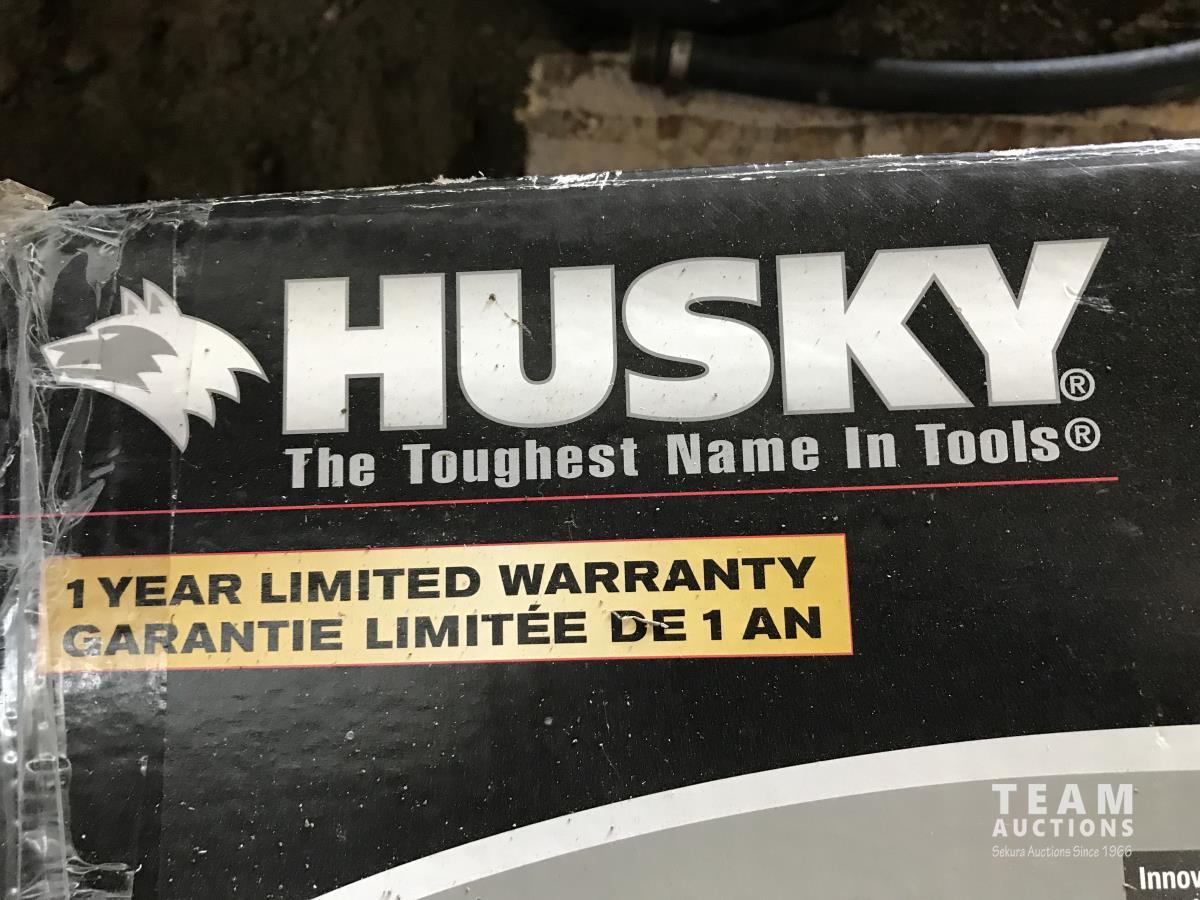 HUSKY®
The Toughest Name In Tools®
1 YEAR LIMITED WARRANTY
GARANTIE LIMITÉE DE 1 AN
TEAM
AUCTIONS
Sekura Auctions Since 1966